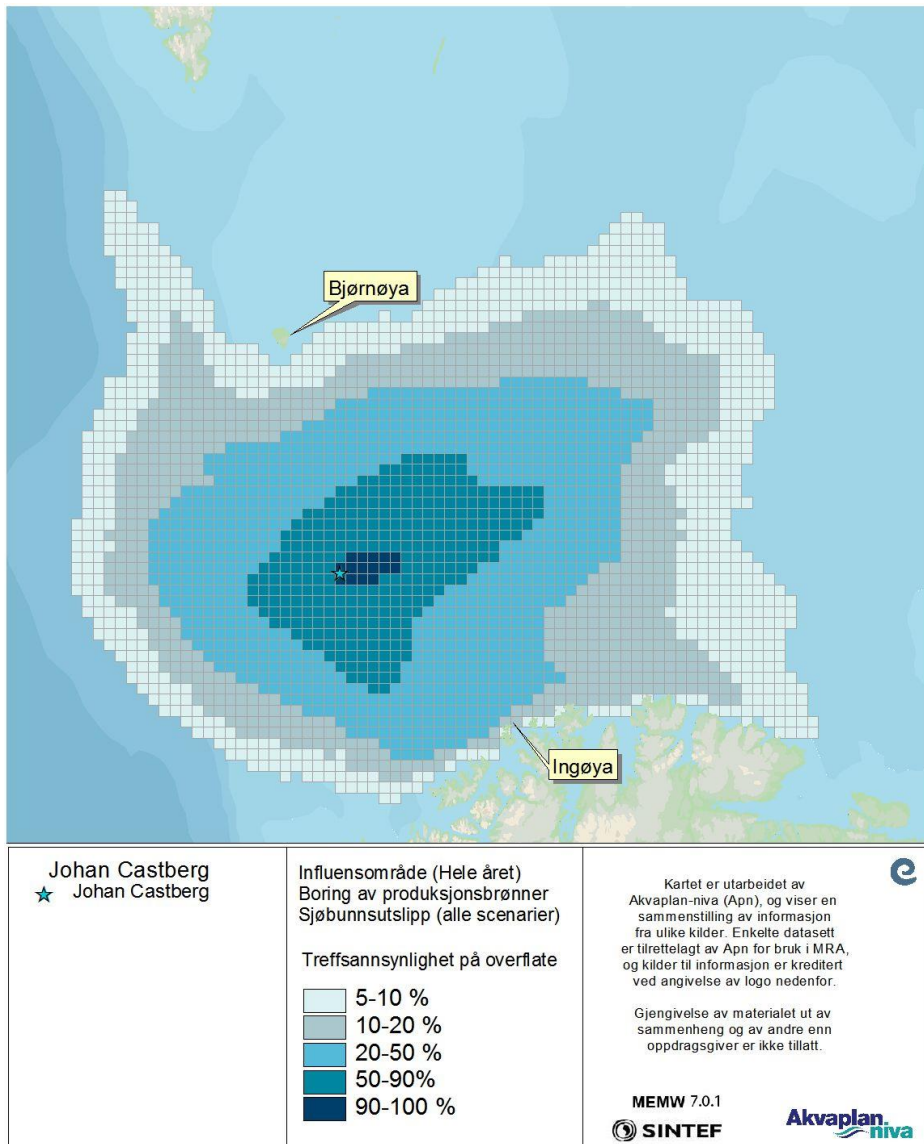 Bjørnøya
Ingøya
Johan Castberg
Johan Castberg
Influensområde (Hele året)
Boring av produksjonsbrønner
Sjøbunnsutslipp (alle scenarier)
Treffsannsynlighet på overflate
5-10 %
10-20 %
20-50 %
50-90%
90-100 %
Kartet er utarbeidet av
Akvaplan-niva (Apn), og viser en
sammenstilling av informasjon
fra ulike kilder. Enkelte datasett
er tilrettelagt av Apn for bruk i MRA,
og kilder til informasjon er kreditert
ved angivelse av logo nedenfor.
Gjengivelse av materialet ut av
sammenheng og av andre enn
oppdragsgiver er ikke tillatt.
MEMW 7.0.1
SINTEF
Akvaplan
niva